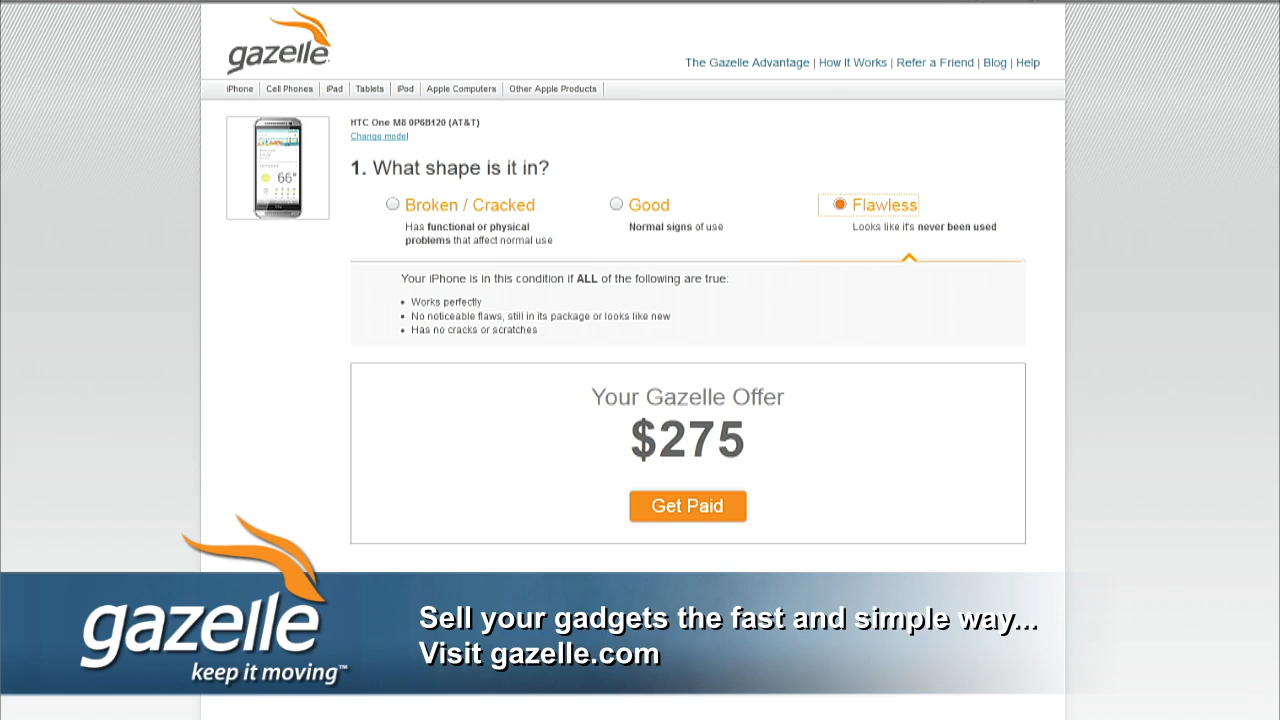 gazelle
The Gazelle Advantage | How It Works | Refer a Friend | Blog | Help
iPhone | Cell Phones | iPad | Tablets | iPod | Apple Computers | Other Apple Products
HTC One M8 0P6B120 (AT&T)
Change model
66°
1. What shape is it in?
Broken / Cracked Good Flawless
Has functional or physical Normal signs of use Looks like it's never been used
problems that affect normal use
Your iPhone is in this condition if ALL of the following are true:
• Works perfectly
• No noticeable flaws, still in its package or looks like new
• Has no cracks or scratches
Your Gazelle Offer
$275
Get Paid
gazelle
keep it moving™
Sell your gadgets the fast and simple way...
Visit gazelle.com